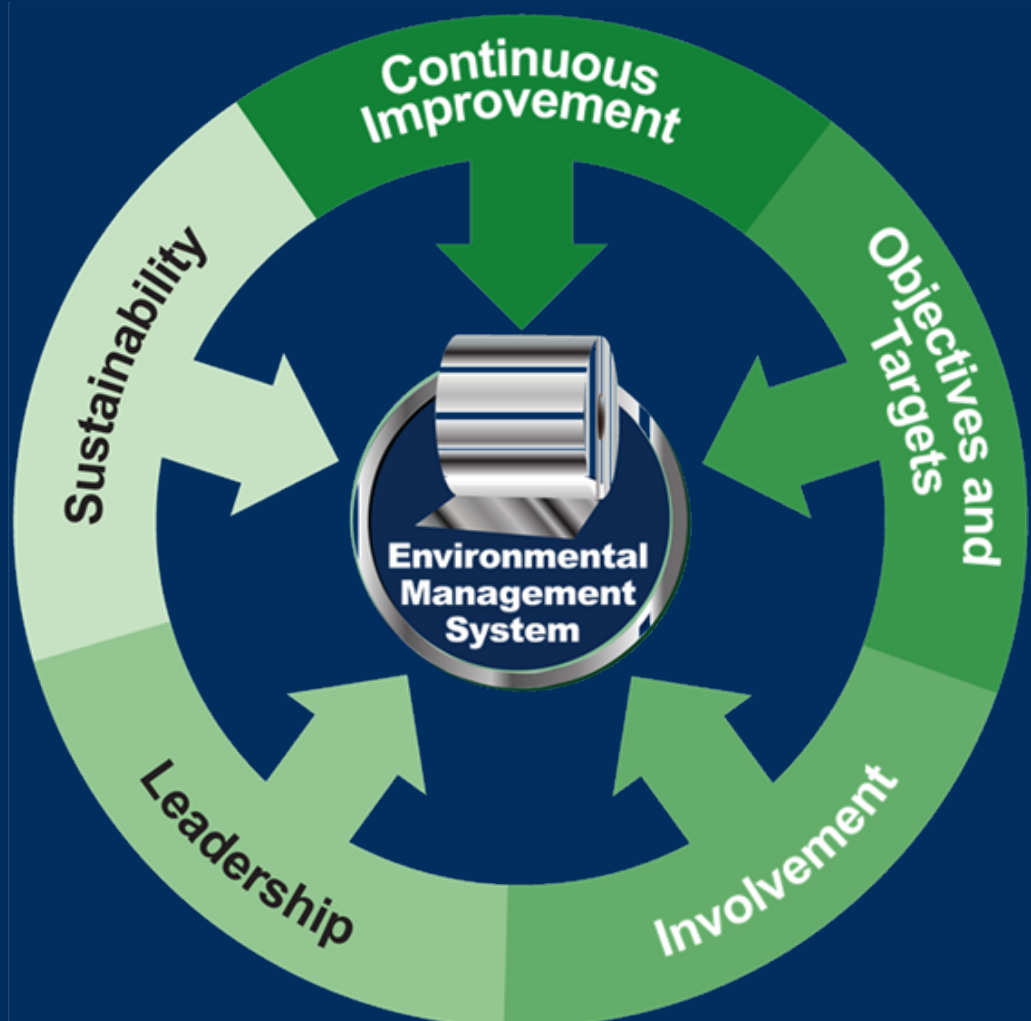 Continuous
Improvement
Objectives and
Targets
Involvement
Leadership
Sustainability
Environmental
Management
System